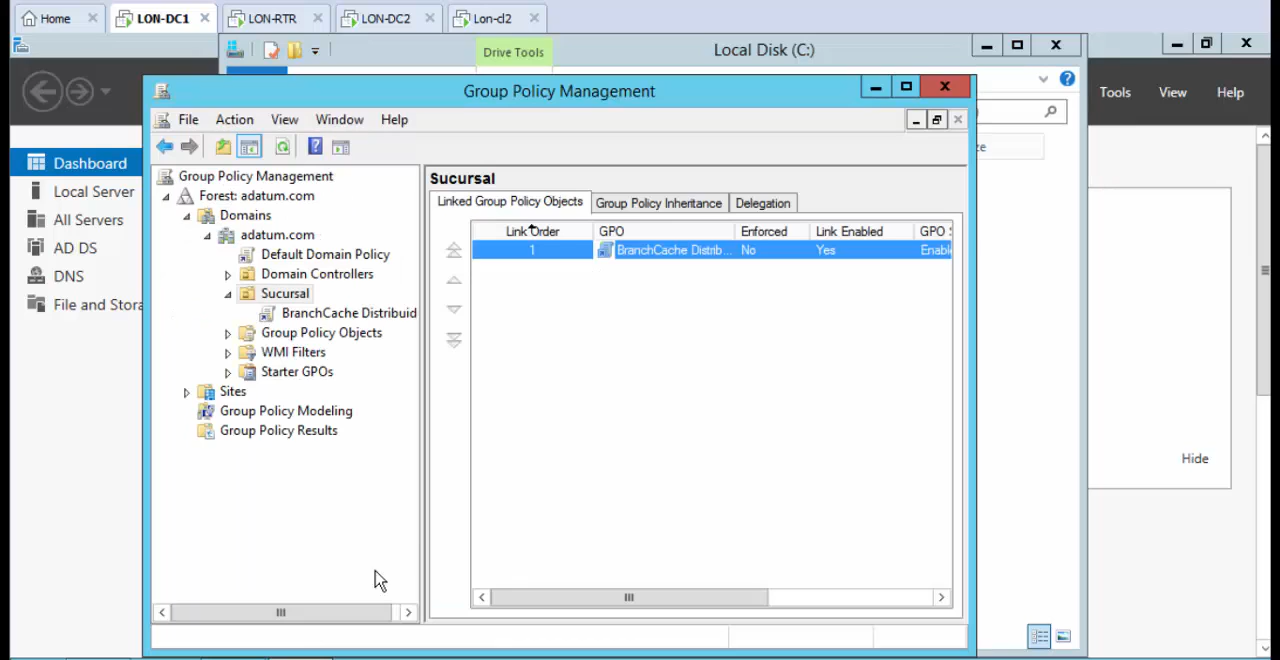 Home
LON-DC1
LON-RTR
LON-DC2
Lon-cl2
Drive Tools
Local Disk (C:)
Tools
View
Help
Group Policy Management
File
Action
View
Window
Help
Dashboard
Local Server
All Servers
AD DS
DNS
File and Stora
Group Policy Management
Forest: adatum.com
Domains
adatum.com
Default Domain Policy
Domain Controllers
Sucursal
BranchCache Distribuid
Group Policy Objects
WMI Filters
Starter GPOs
Sites
Group Policy Modeling
Group Policy Results
Sucursal
Linked Group Policy Objects
Group Policy Inheritance
Delegation
Link Order
GPO
Enforced
Link Enabled
GPO S
1
BranchCache Distrib...
No
Yes
Enabl
ze
Hide